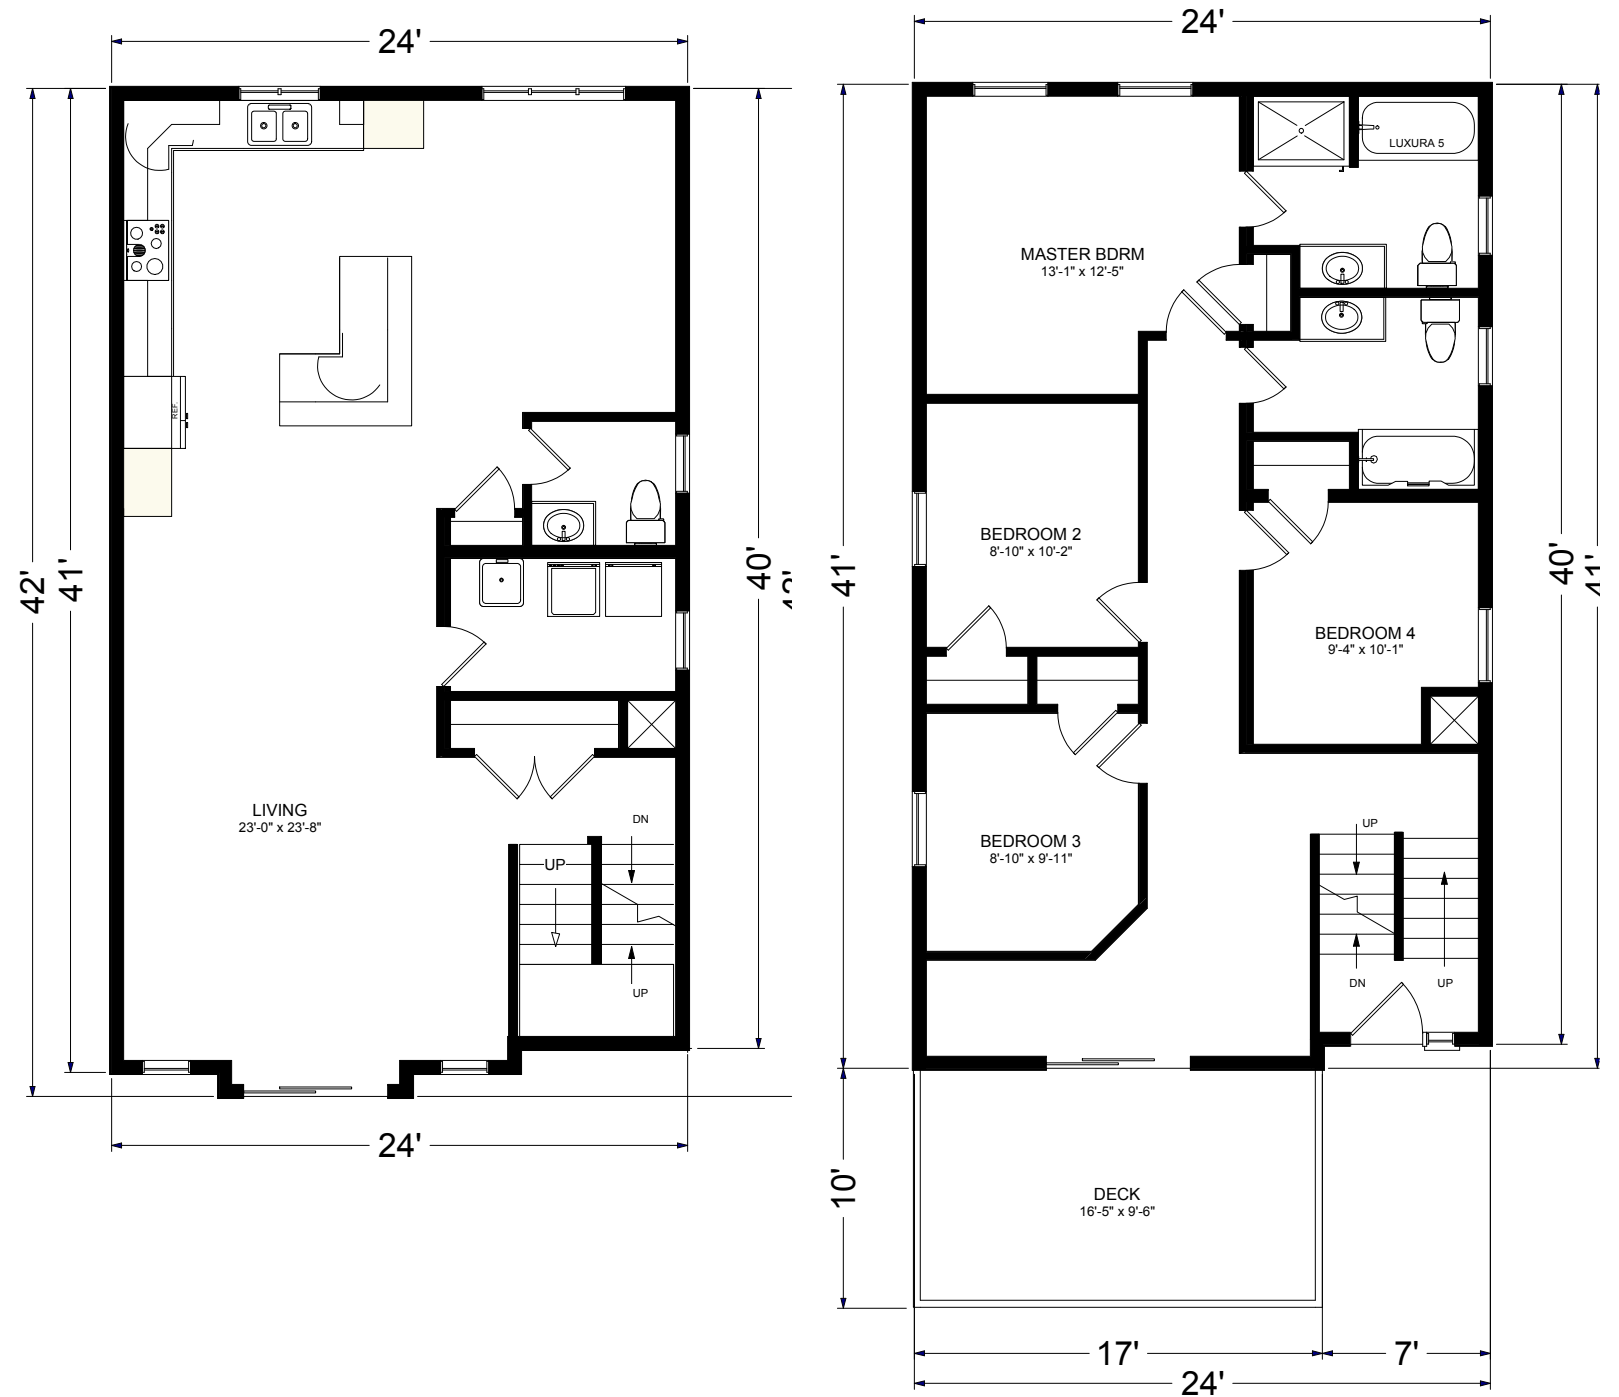 24'
24'
42'
41'
REF.
40'
LIVING
23'-0" x 23'-8"
DN
UP
UP
24'
LUXURA 5
MASTER BDRM
13'-1" x 12'-5"
BEDROOM 2
8'-10" x 10'-2"
BEDROOM 4
9'-4" x 10'-1"
BEDROOM 3
8'-10" x 9'-11"
41'
40'
41'
UP
DN
UP
10'
DECK
16'-5" x 9'-6"
17'
7'
24'